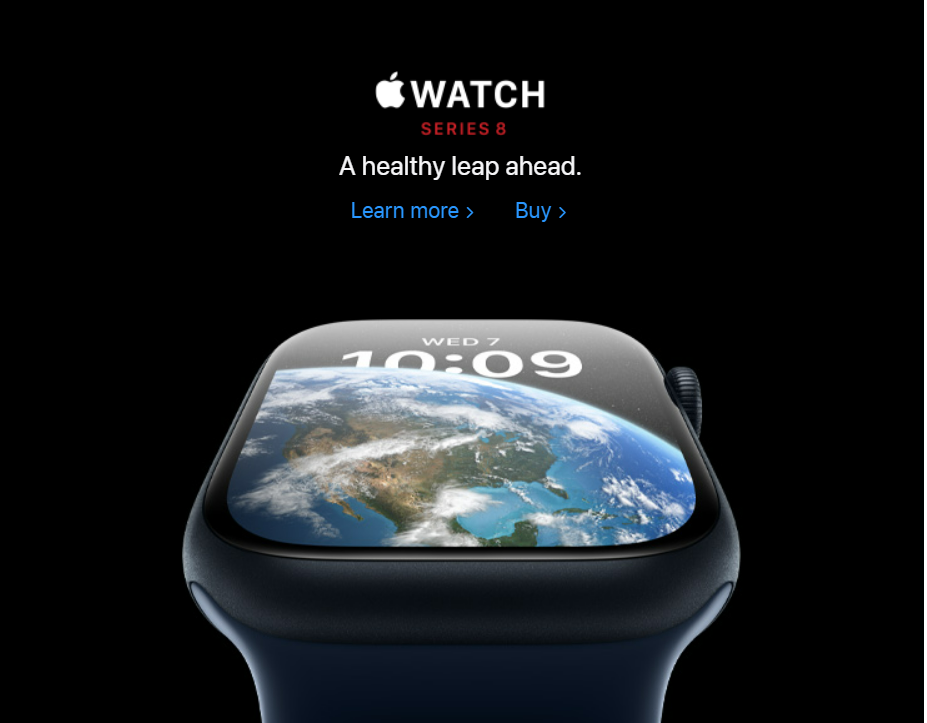 WATCH
SERIES 8
A healthy leap ahead.
Learn more > Buy >
WED 7
10:09